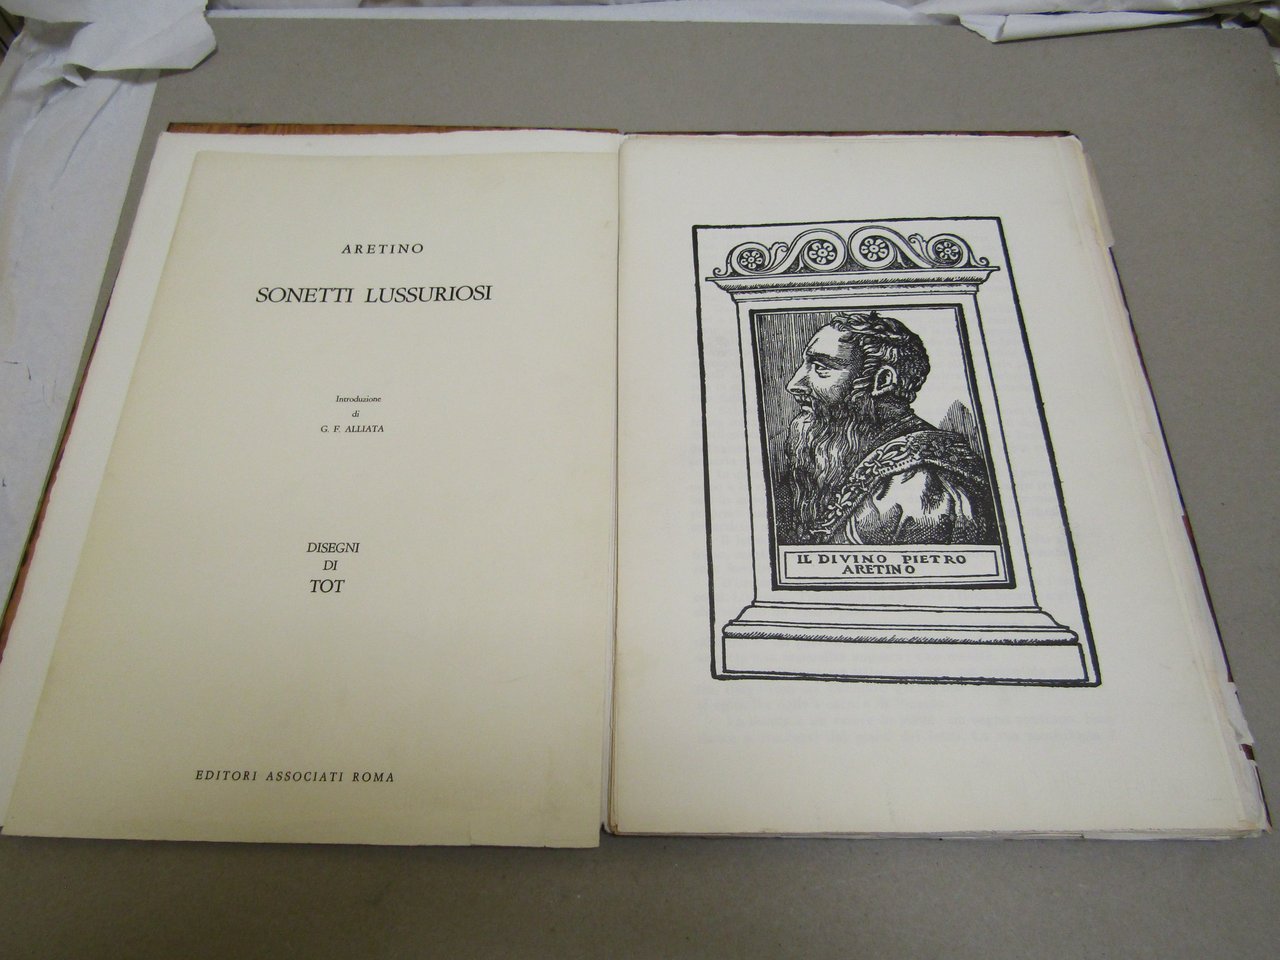 ARETINO
SONETTI LUSSURIOSI
Introduzione
di
G. F. ALLIATA
DISEGNI
DI
TOT
EDITORI ASSOCIATI ROMA
IL DIVINO PIETRO
ARETINO